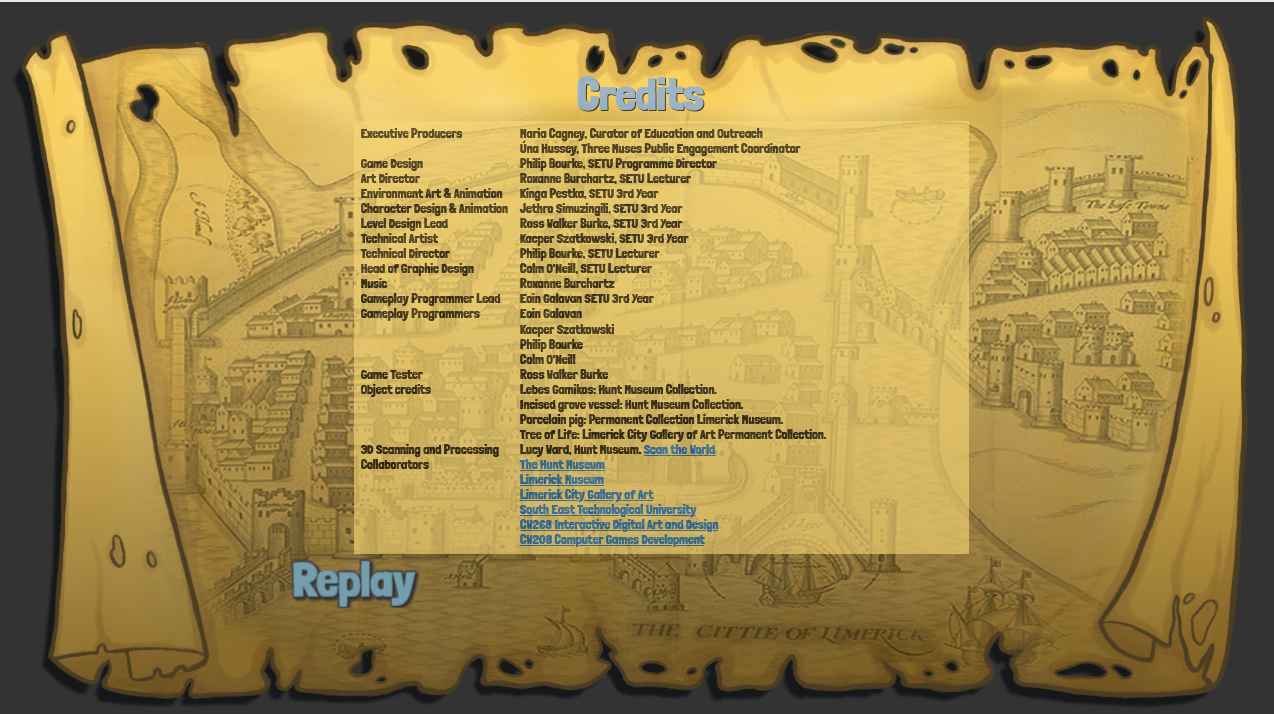 Credits
Executive Producers Maria Cagney, Curator of Education and Outreach
Úna Hussey, Three Muses Public Engagement Coordinator
Game Design Philip Bourke, SETU Programme Director
Art Director Roxanne Burchartz, SETU Lecturer
Environment Art & Animation Kinga Pestka, SETU 3rd Year
Character Design & Animation Jethro Simuzingili, SETU 3rd Year
Level Design Lead Ross Walker Burke, SETU 3rd Year
Technical Artist Kacper Szatkowski, SETU 3rd Year
Technical Director Philip Bourke, SETU Lecturer
Head of Graphic Design Colm O'Neill, SETU Lecturer
Music Roxanne Burchartz
Gameplay Programmer Lead Eoin Galavan SETU 3rd Year
Gameplay Programmers Eoin Galavan
Kacper Szatkowski
Philip Bourke
Colm O'Neill
Game Tester Ross Walker Burke
Object credits Lebes Gamikos: Hunt Museum Collection.
Incised grove vessel: Hunt Museum Collection.
Porcelain pig: Permanent Collection Limerick Museum.
Tree of Life: Limerick City Gallery of Art Permanent Collection.
3D Scanning and Processing Lucy Ward, Hunt Museum. Scan the World
Collaborators The Hunt Museum
Limerick Museum
Limerick City Gallery of Art
South East Technological University
CW268 Interactive Digital Art and Design
CW208 Computer Games Development
The base Towne
Replay
THE CITTIE OF LIMERICK